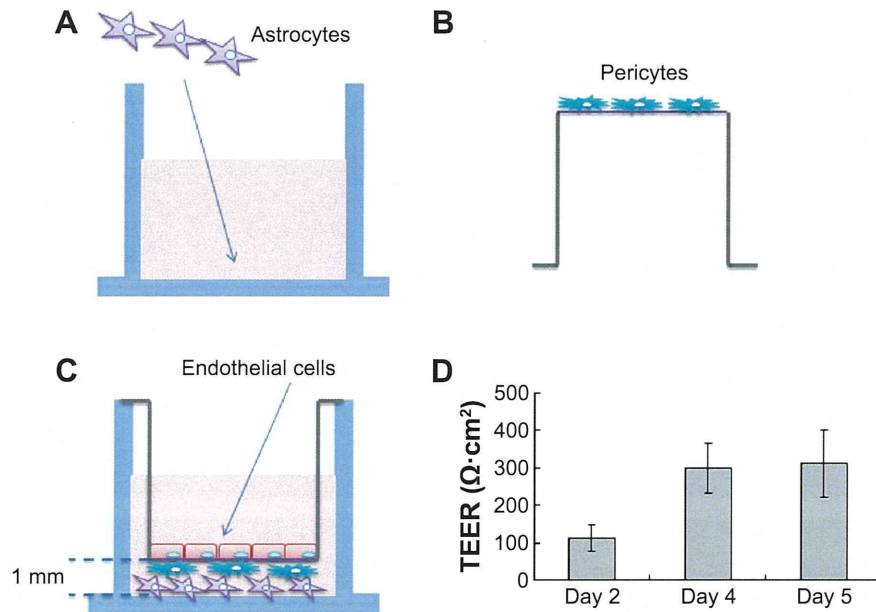 A
Astrocytes
B
Pericytes
C
Endothelial cells
1 mm
D
TEER (Ω·cm²)
500
400
300
200
100
0
Day 2 Day 4 Day 5